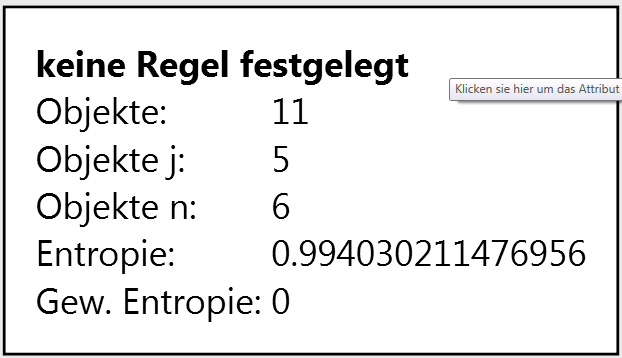 keine Regel festgelegt
Klicken sie hier um das Attribut
Objekte: 11
Objekte j: 5
Objekte n: 6
Entropie: 0.994030211476956
Gew. Entropie: 0